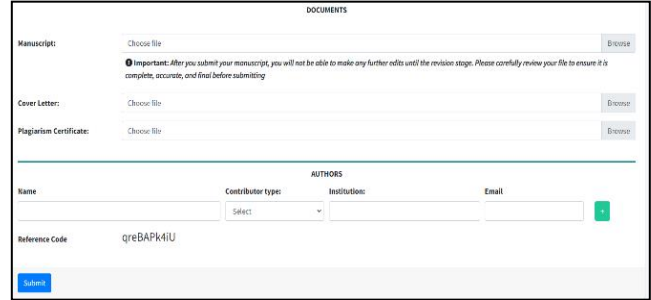 DOCUMENTS
Manuscript: Choose file Browse
Important: After you submit your manuscript, you will not be able to make any further edits until the revision stage. Please carefully review your file to ensure it is
complete, accurate, and final before submitting
Cover Letter: Choose file Browse
Plagiarism Certificate: Choose file Browse
AUTHORS
Name Contributor type: Institution: Email
Select +
Reference Code qreBAPk4iU
Submit